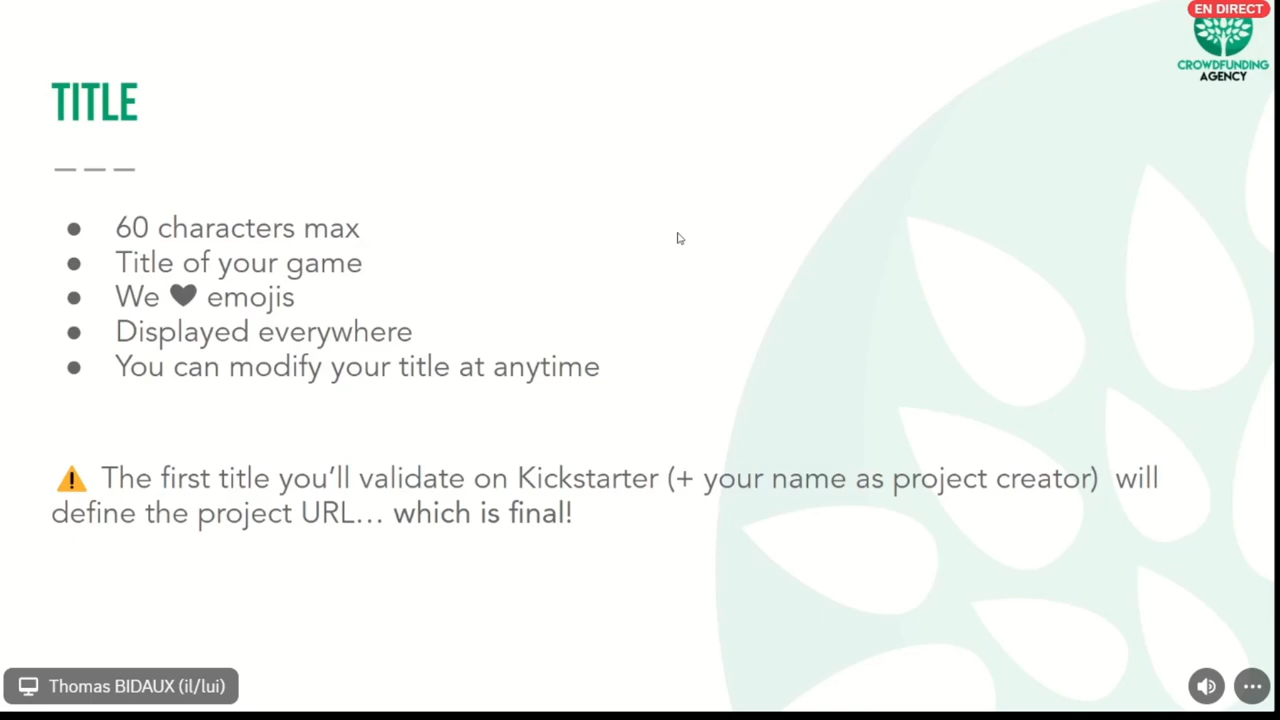 EN DIRECT
CROWDFUNDING
AGENCY
TITLE
● 60 characters max
● Title of your game
● We ♥ emojis
● Displayed everywhere
● You can modify your title at anytime
⚠ The first title you’ll validate on Kickstarter (+ your name as project creator) will
define the project URL... which is final!
Thomas BIDAUX (il/lui)